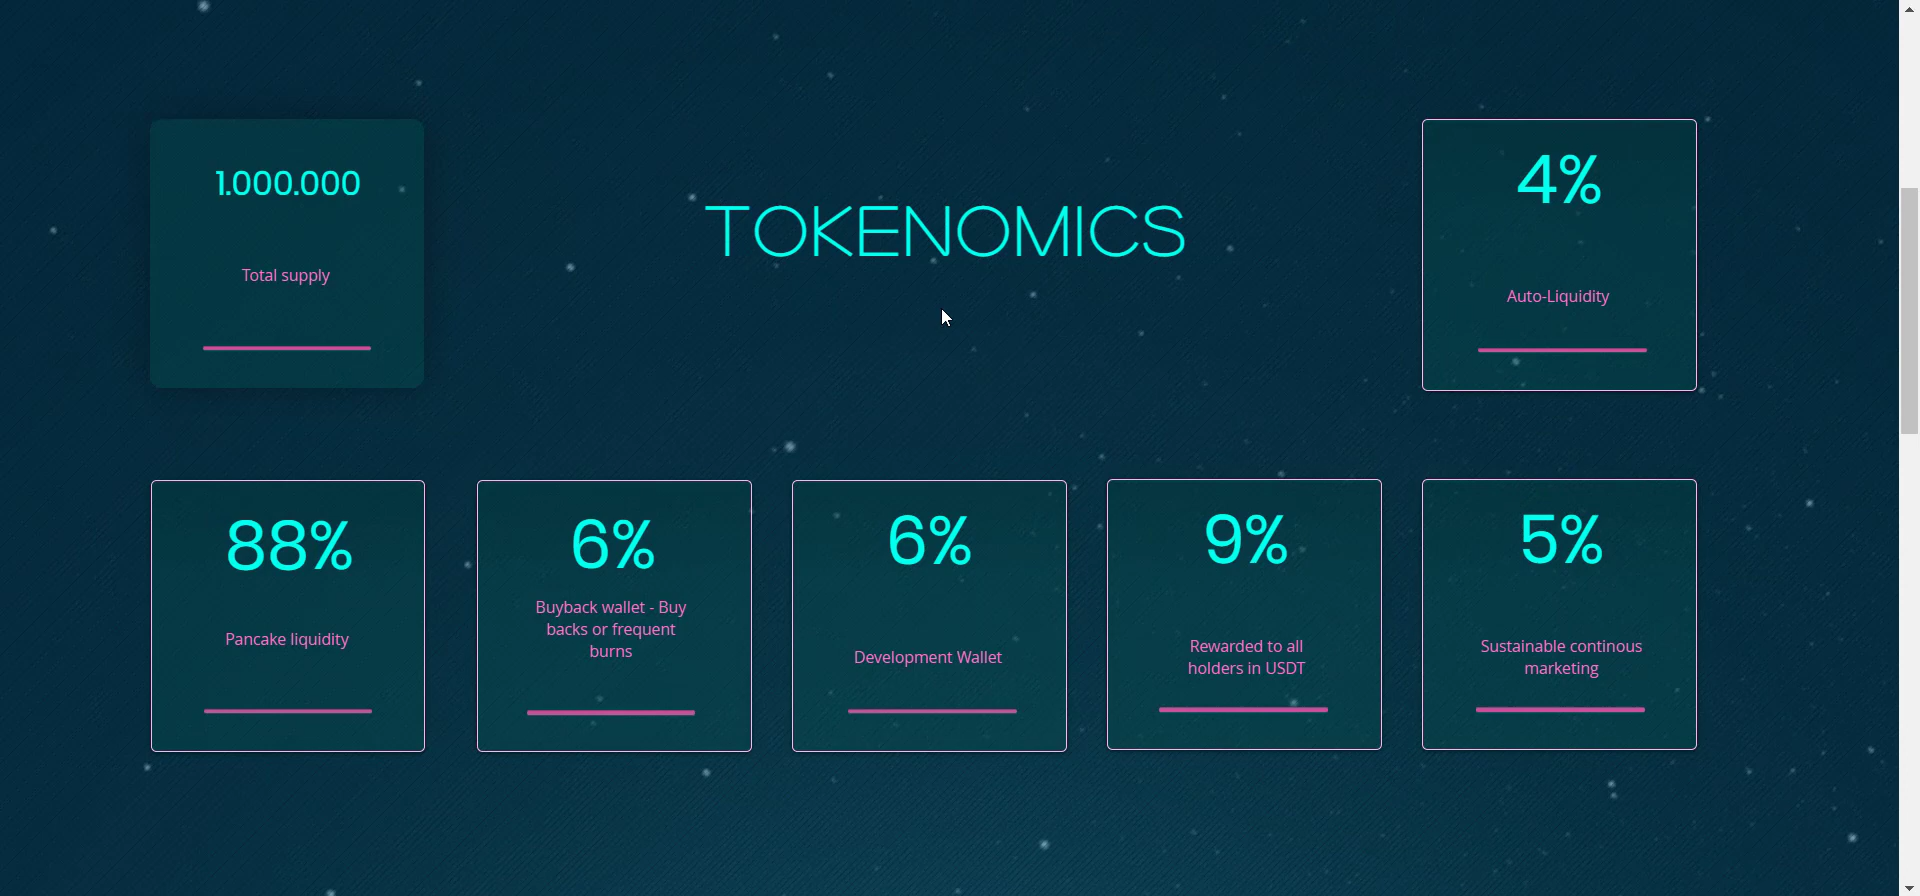 1.000.000
Total supply
TOKENOMICS
4%
Auto-Liquidity
88%
Pancake liquidity
6%
Buyback wallet - Buy
backs or frequent
burns
6%
Development Wallet
9%
Rewarded to all
holders in USDT
5%
Sustainable continous
marketing